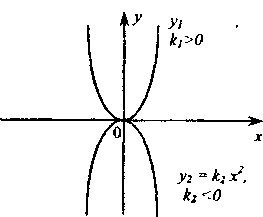 y
y₁
k₁>0
0
x
y₂ = k₂ x²,
k₂ <0